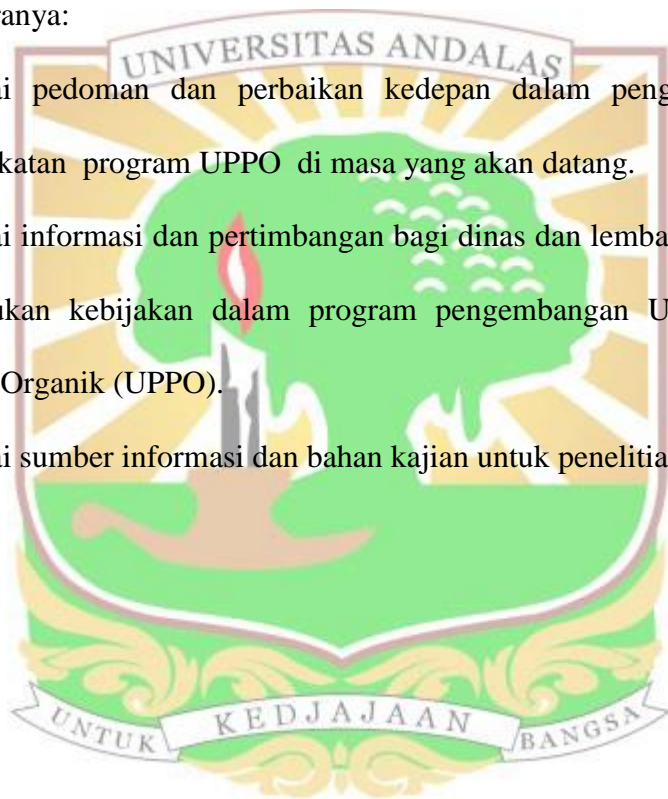 ranya:
UNIVERSITAS ANDALAS
ai pedoman dan perbaikan kedepan dalam peng
katan program UPPO di masa yang akan datang.
ai informasi dan pertimbangan bagi dinas dan lemba
ukan kebijakan dalam program pengembangan U
Organik (UPPO).
ai sumber informasi dan bahan kajian untuk penelitia
UNTUK KEDJAJAAN BANGSA